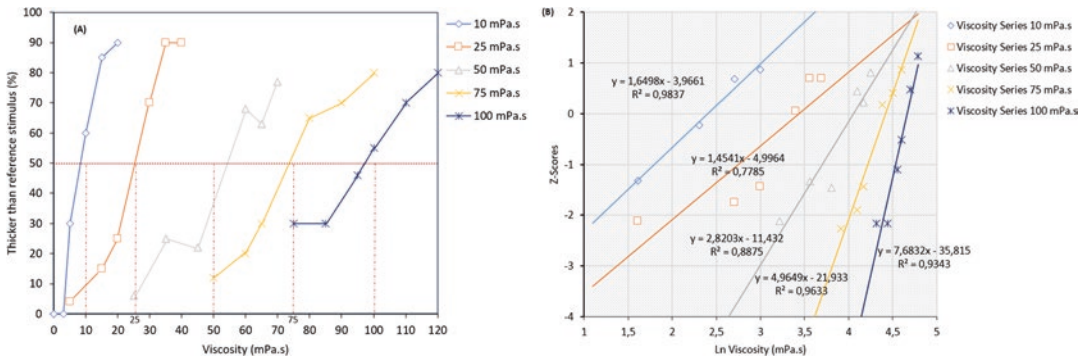 (A)
Thicker than reference stimulus (%)
100
90
80
70
60
50
40
30
20
10
0
0
10
20
25
30
40
50
60
70
75
80
90
100
110
120
Viscosity (mPa.s)
10 mPa.s
25 mPa.s
50 mPa.s
75 mPa.s
100 mPa.s
(B)
Z-Scores
2
1
0
-1
-2
-3
-4
y = 1,6498x - 3,9661
R² = 0,9837
y = 1,4541x - 4,9964
R² = 0,7785
y = 2,8203x - 11,432
R² = 0,8875
y = 4,9649x - 21,933
R² = 0,9633
y = 7,6832x - 35,815
R² = 0,9343
1
1,5
2
2,5
3
3,5
4
4,5
5
Ln Viscosity (mPa.s)
Viscosity Series 10 mPa.s
Viscosity Series 25 mPa.s
Viscosity Series 50 mPa.s
Viscosity Series 75 mPa.s
Viscosity Series 100 mPa.s